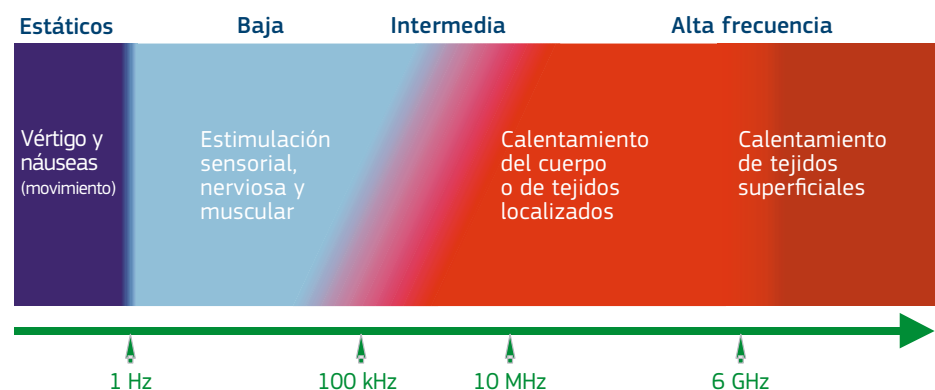 Estáticos
Baja
Intermedia
Alta frecuencia
Vértigo y
náuseas
(movimiento)
Estimulación
sensorial,
nerviosa y
muscular
Calentamiento
del cuerpo
o de tejidos
localizados
Calentamiento
de tejidos
superficiales
1 Hz
100 kHz
10 MHz
6 GHz